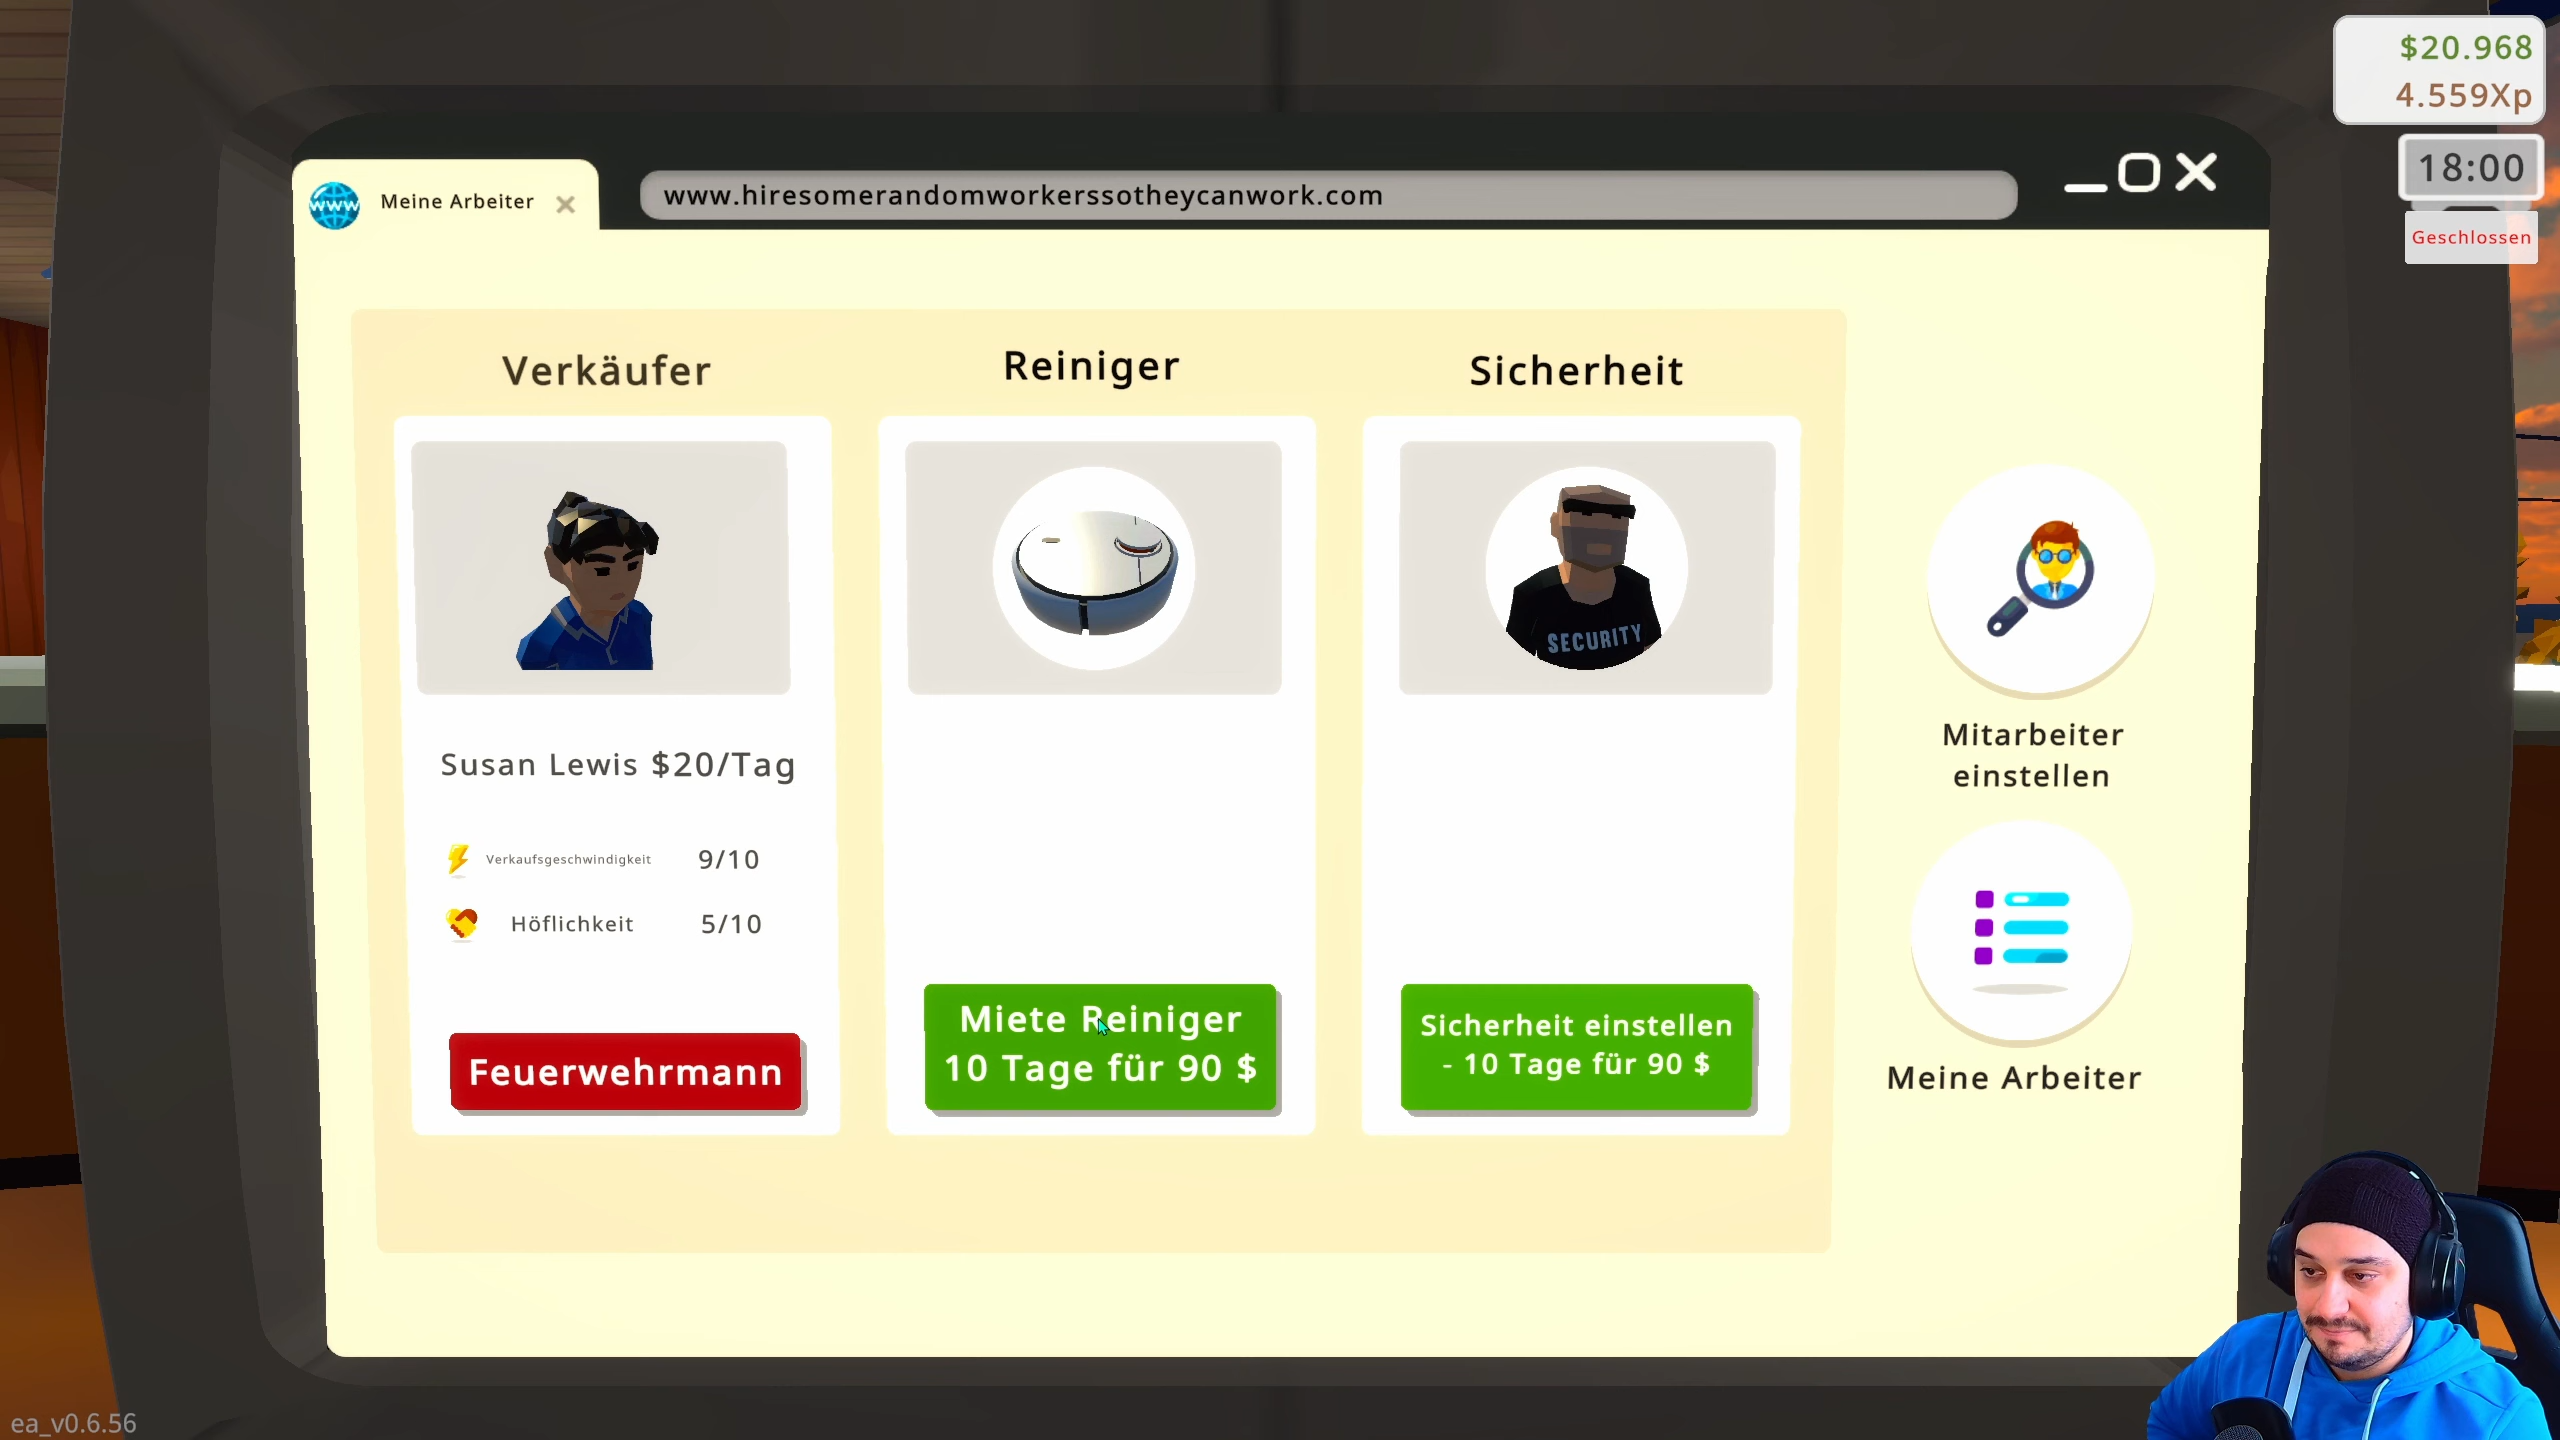 $20.968
4.559Xp
18:00
Geschlossen
www
Meine Arbeiter
www.hiresomerandomworkerssotheycanwork.com
Verkäufer
Reiniger
Sicherheit
SECURITY
Susan Lewis $20/Tag
Verkaufsgeschwindigkeit 9/10
Höflichkeit 5/10
Feuerwehrmann
Miete Reiniger
10 Tage für 90 $
Sicherheit einstellen
- 10 Tage für 90 $
Mitarbeiter
einstellen
Meine Arbeiter
ea_v0.6.56